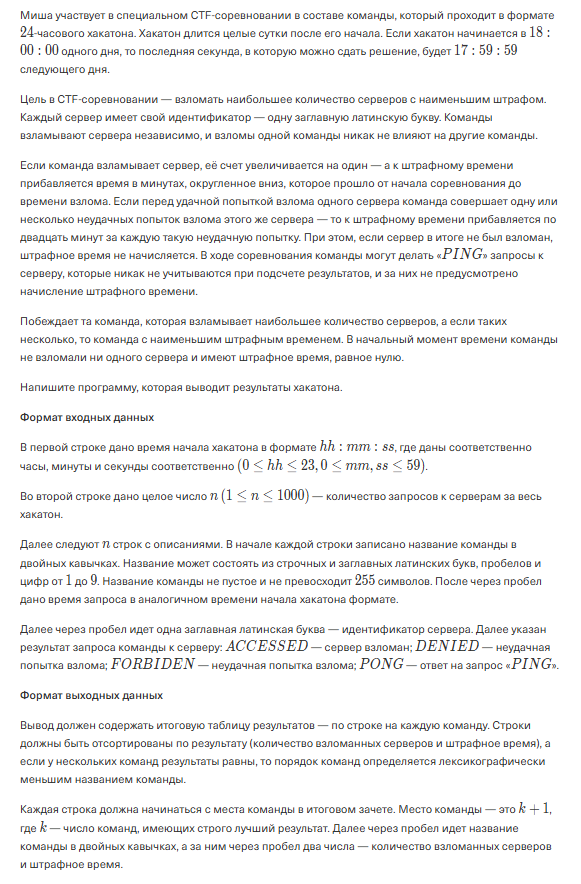 Миша участвует в специальном CTF-соревновании в составе команды, который проходит в формате
24-часового хакатона. Хакатон длится целые сутки после его начала. Если хакатон начинается в 18 :
00 : 00 одного дня, то последняя секунда, в которую можно сдать решение, будет 17 : 59 : 59
следующего дня.
Цель в CTF-соревновании — взломать наибольшее количество серверов с наименьшим штрафом.
Каждый сервер имеет свой идентификатор — одну заглавную латинскую букву. Команды
взламывают сервера независимо, и взломы одной команды никак не влияют на другие команды.
Если команда взламывает сервер, её счет увеличивается на один — а к штрафному времени
прибавляется время в минутах, округленное вниз, которое прошло от начала соревнования до
времени взлома. Если перед удачной попыткой взлома одного сервера команда совершает одну или
несколько неудачных попыток взлома этого же сервера — то к штрафному времени прибавляется по
двадцать минут за каждую такую неудачную попытку. При этом, если сервер в итоге не был взломан,
штрафное время не начисляется. В ходе соревнования команды могут делать «PING» запросы к
серверу, которые никак не учитываются при подсчете результатов, и за них не предусмотрено
начисление штрафного времени.
Побеждает та команда, которая взламывает наибольшее количество серверов, а если таких
несколько, то команда с наименьшим штрафным временем. В начальный момент времени команды
не взломали ни одного сервера и имеют штрафное время, равное нулю.
Напишите программу, которая выводит результаты хакатона.
Формат входных данных
В первой строке дано время начала хакатона в формате hh : mm : ss, где даны соответственно
часы, минуты и секунды соответственно (0 ≤ hh ≤ 23, 0 ≤ mm, ss ≤ 59).
Во второй строке дано целое число n (1 ≤ n ≤ 1000) — количество запросов к серверам за весь
хакатон.
Далее следуют n строк с описаниями. В начале каждой строки записано название команды в
двойных кавычках. Название может состоять из строчных и заглавных латинских букв, пробелов и
цифр от 1 до 9. Название команды не пустое и не превосходит 255 символов. После через пробел
дано время запроса в аналогичном времени начала хакатона формате.
Далее через пробел идет одна заглавная латинская буква — идентификатор сервера. Далее указан
результат запроса команды к серверу: ACCESSED — сервер взломан; DENIED — неудачная
попытка взлома; FORBIDEN — неудачная попытка взлома; PONG — ответ на запрос «PING».
Формат выходных данных
Вывод должен содержать итоговую таблицу результатов — по строке на каждую команду. Строки
должны быть отсортированы по результату (количество взломанных серверов и штрафное время), а
если у нескольких команд результаты равны, то порядок команд определяется лексикографически
меньшим названием команды.
Каждая строка должна начинаться с места команды в итоговом зачете. Место команды — это k + 1,
где k — число команд, имеющих строго лучший результат. Далее через пробел идет название
команды в двойных кавычках, а за ним через пробел два числа — количество взломанных серверов
и штрафное время.